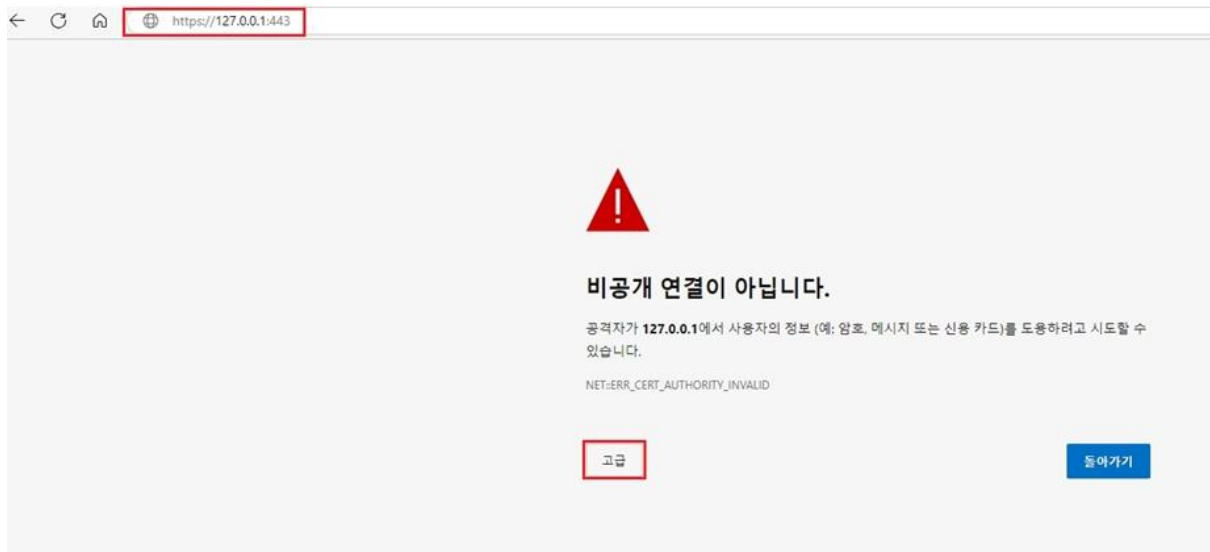 https://127.0.0.1:443
비공개 연결이 아닙니다.
공격자가 127.0.0.1에서 사용자의 정보 (예: 암호, 메시지 또는 신용 카드)를 도용하려고 시도할 수
있습니다.
NET::ERR_CERT_AUTHORITY_INVALID
고급
돌아가기